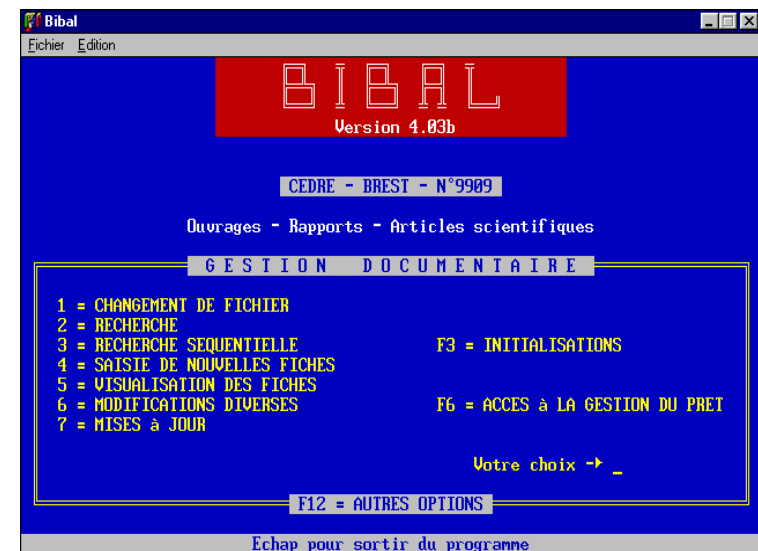 Bibal
Fichier Edition
BIBAL
Version 4.03b
CEDRE - BREST - N°9909
Ouvrages - Rapports - Articles scientifiques
GESTION DOCUMENTAIRE
1 = CHANGEMENT DE FICHIER
2 = RECHERCHE
3 = RECHERCHE SEQUENTIELLE F3 = INITIALISATIONS
4 = SAISIE DE NOUVELLES FICHES
5 = VISUALISATION DES FICHES
6 = MODIFICATIONS DIVERSES F6 = ACCES à LA GESTION DU PRET
7 = MISES à JOUR
Votre choix -> _
F12 = AUTRES OPTIONS
Echap pour sortir du programme